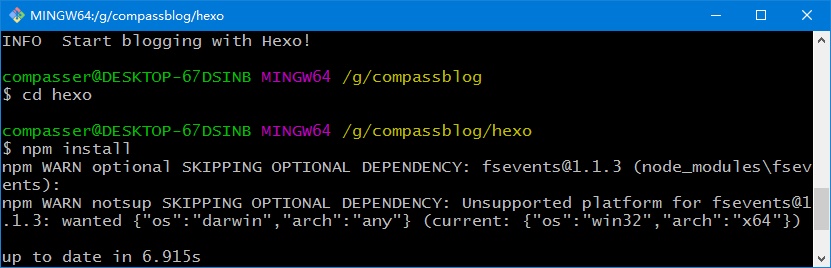 MINGW64:/g/compassblog/hexo
INFO  Start blogging with Hexo!
compasser@DESKTOP-67DSINB MINGW64 /g/compassblog
$ cd hexo
compasser@DESKTOP-67DSINB MINGW64 /g/compassblog/hexo
$ npm install
npm WARN optional SKIPPING OPTIONAL DEPENDENCY: fsevents@1.1.3 (node_modules\fsev
ents):
npm WARN notsup SKIPPING OPTIONAL DEPENDENCY: Unsupported platform for fsevents@1
.1.3: wanted {"os":"darwin","arch":"any"} (current: {"os":"win32","arch":"x64"})
up to date in 6.915s